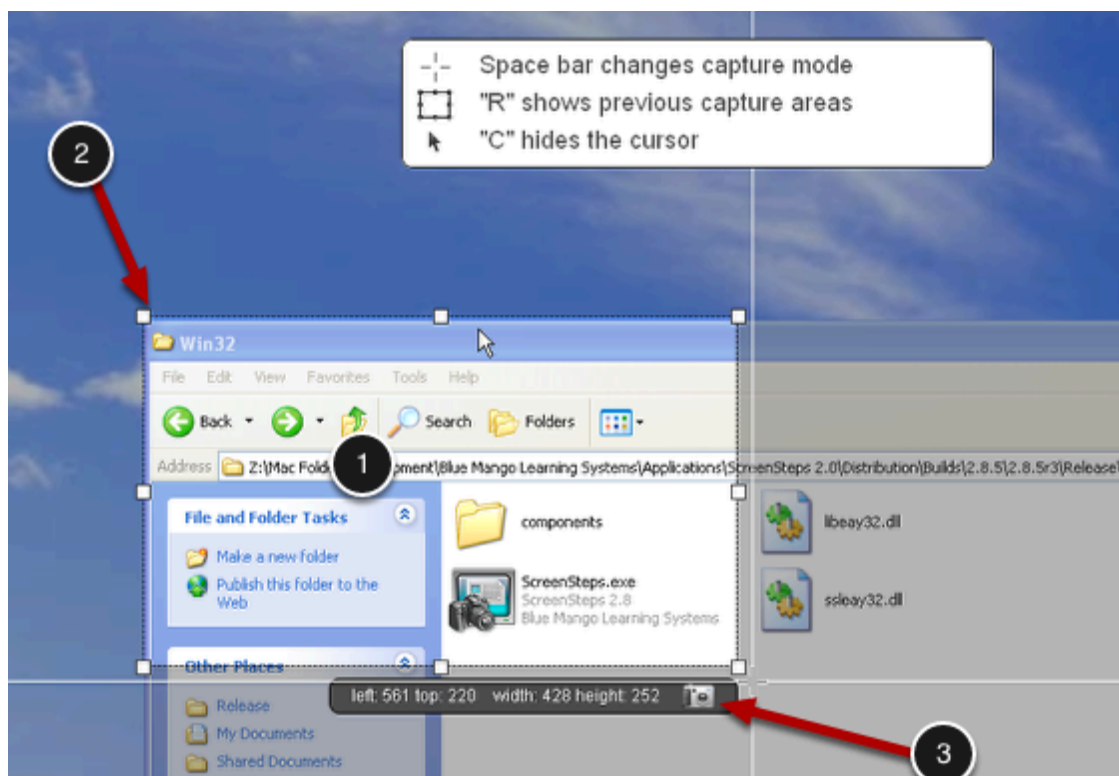 Space bar changes capture mode
"R" shows previous capture areas
"C" hides the cursor
2
Win32
File Edit View Favorites Tools Help
Back Search Folders
Address Z:\Mac Fold 1 pment\Blue Mango Learning Systems\Applications\ScreenSteps 2.0\Distribution\Builds\2.8.5\2.8.5r3\Release\
File and Folder Tasks
Make a new folder
Publish this folder to the
Web
components
libeay32.dll
ScreenSteps.exe
ScreenSteps 2.8
Blue Mango Learning Systems
ssleay32.dll
Other Places
Release
My Documents
Shared Documents
left: 561 top: 220 width: 428 height: 252
3